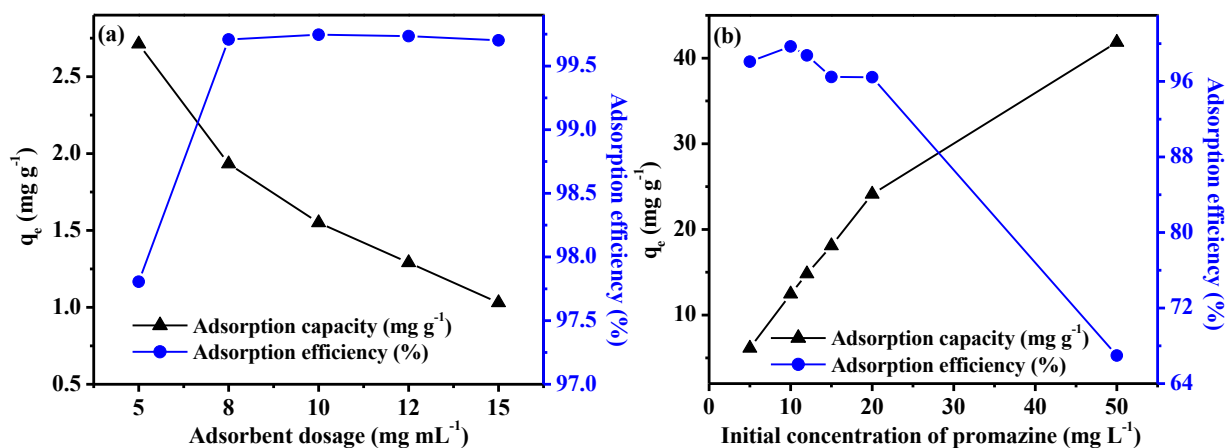 (a)
2.5
2.0
1.5
1.0
0.5
qe (mg g-1)
99.5
99.0
98.5
98.0
97.5
97.0
Adsorption efficiency (%)
Adsorption capacity (mg g-1)
Adsorption efficiency (%)
5 8 10 12 15
Adsorbent dosage (mg mL-1)
(b)
40
30
20
10
qe (mg g-1)
96
88
80
72
64
Adsorption efficiency (%)
Adsorption capacity (mg g-1)
Adsorption efficiency (%)
0 10 20 30 40 50
Initial concentration of promazine (mg L-1)